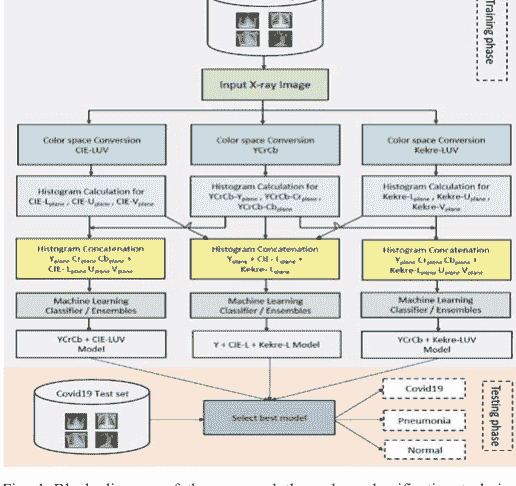 Training phase
Input X-ray Image
Color space Conversion
CIE-LUV
Color space Conversion
YCrCb
Color space Conversion
Kekre-LUV
Histogram Calculation for
CIE-Lplane, CIE-Uplane, CIE-Vplane
Histogram Calculation for
YCrCb-Yplane, YCrCb-Crplane,
YCrCb-Cbplane
Histogram Calculation for
Kekre-Lplane, Kekre-Uplane,
Kekre-Vplane
Histogram Concatenation
Yplane Crplane Cbplane +
CIE- Lplane Uplane Vplane
Histogram Concatenation
Yplane + CIE- Lplane +
Kekre- Lplane
Histogram Concatenation
Yplane Crplane Cbplane +
Kekre-Lplane Uplane Vplane
Machine Learning
Classifier / Ensembles
Machine Learning
Classifier / Ensembles
Machine Learning
Classifier / Ensembles
YCrCb + CIE-LUV
Model
Y + CIE-L + Kekre-L Model
YCrCb + Kekre-LUV
Model
Covid19 Test set
Select best model
Covid19
Pneumonia
Normal
Testing phase